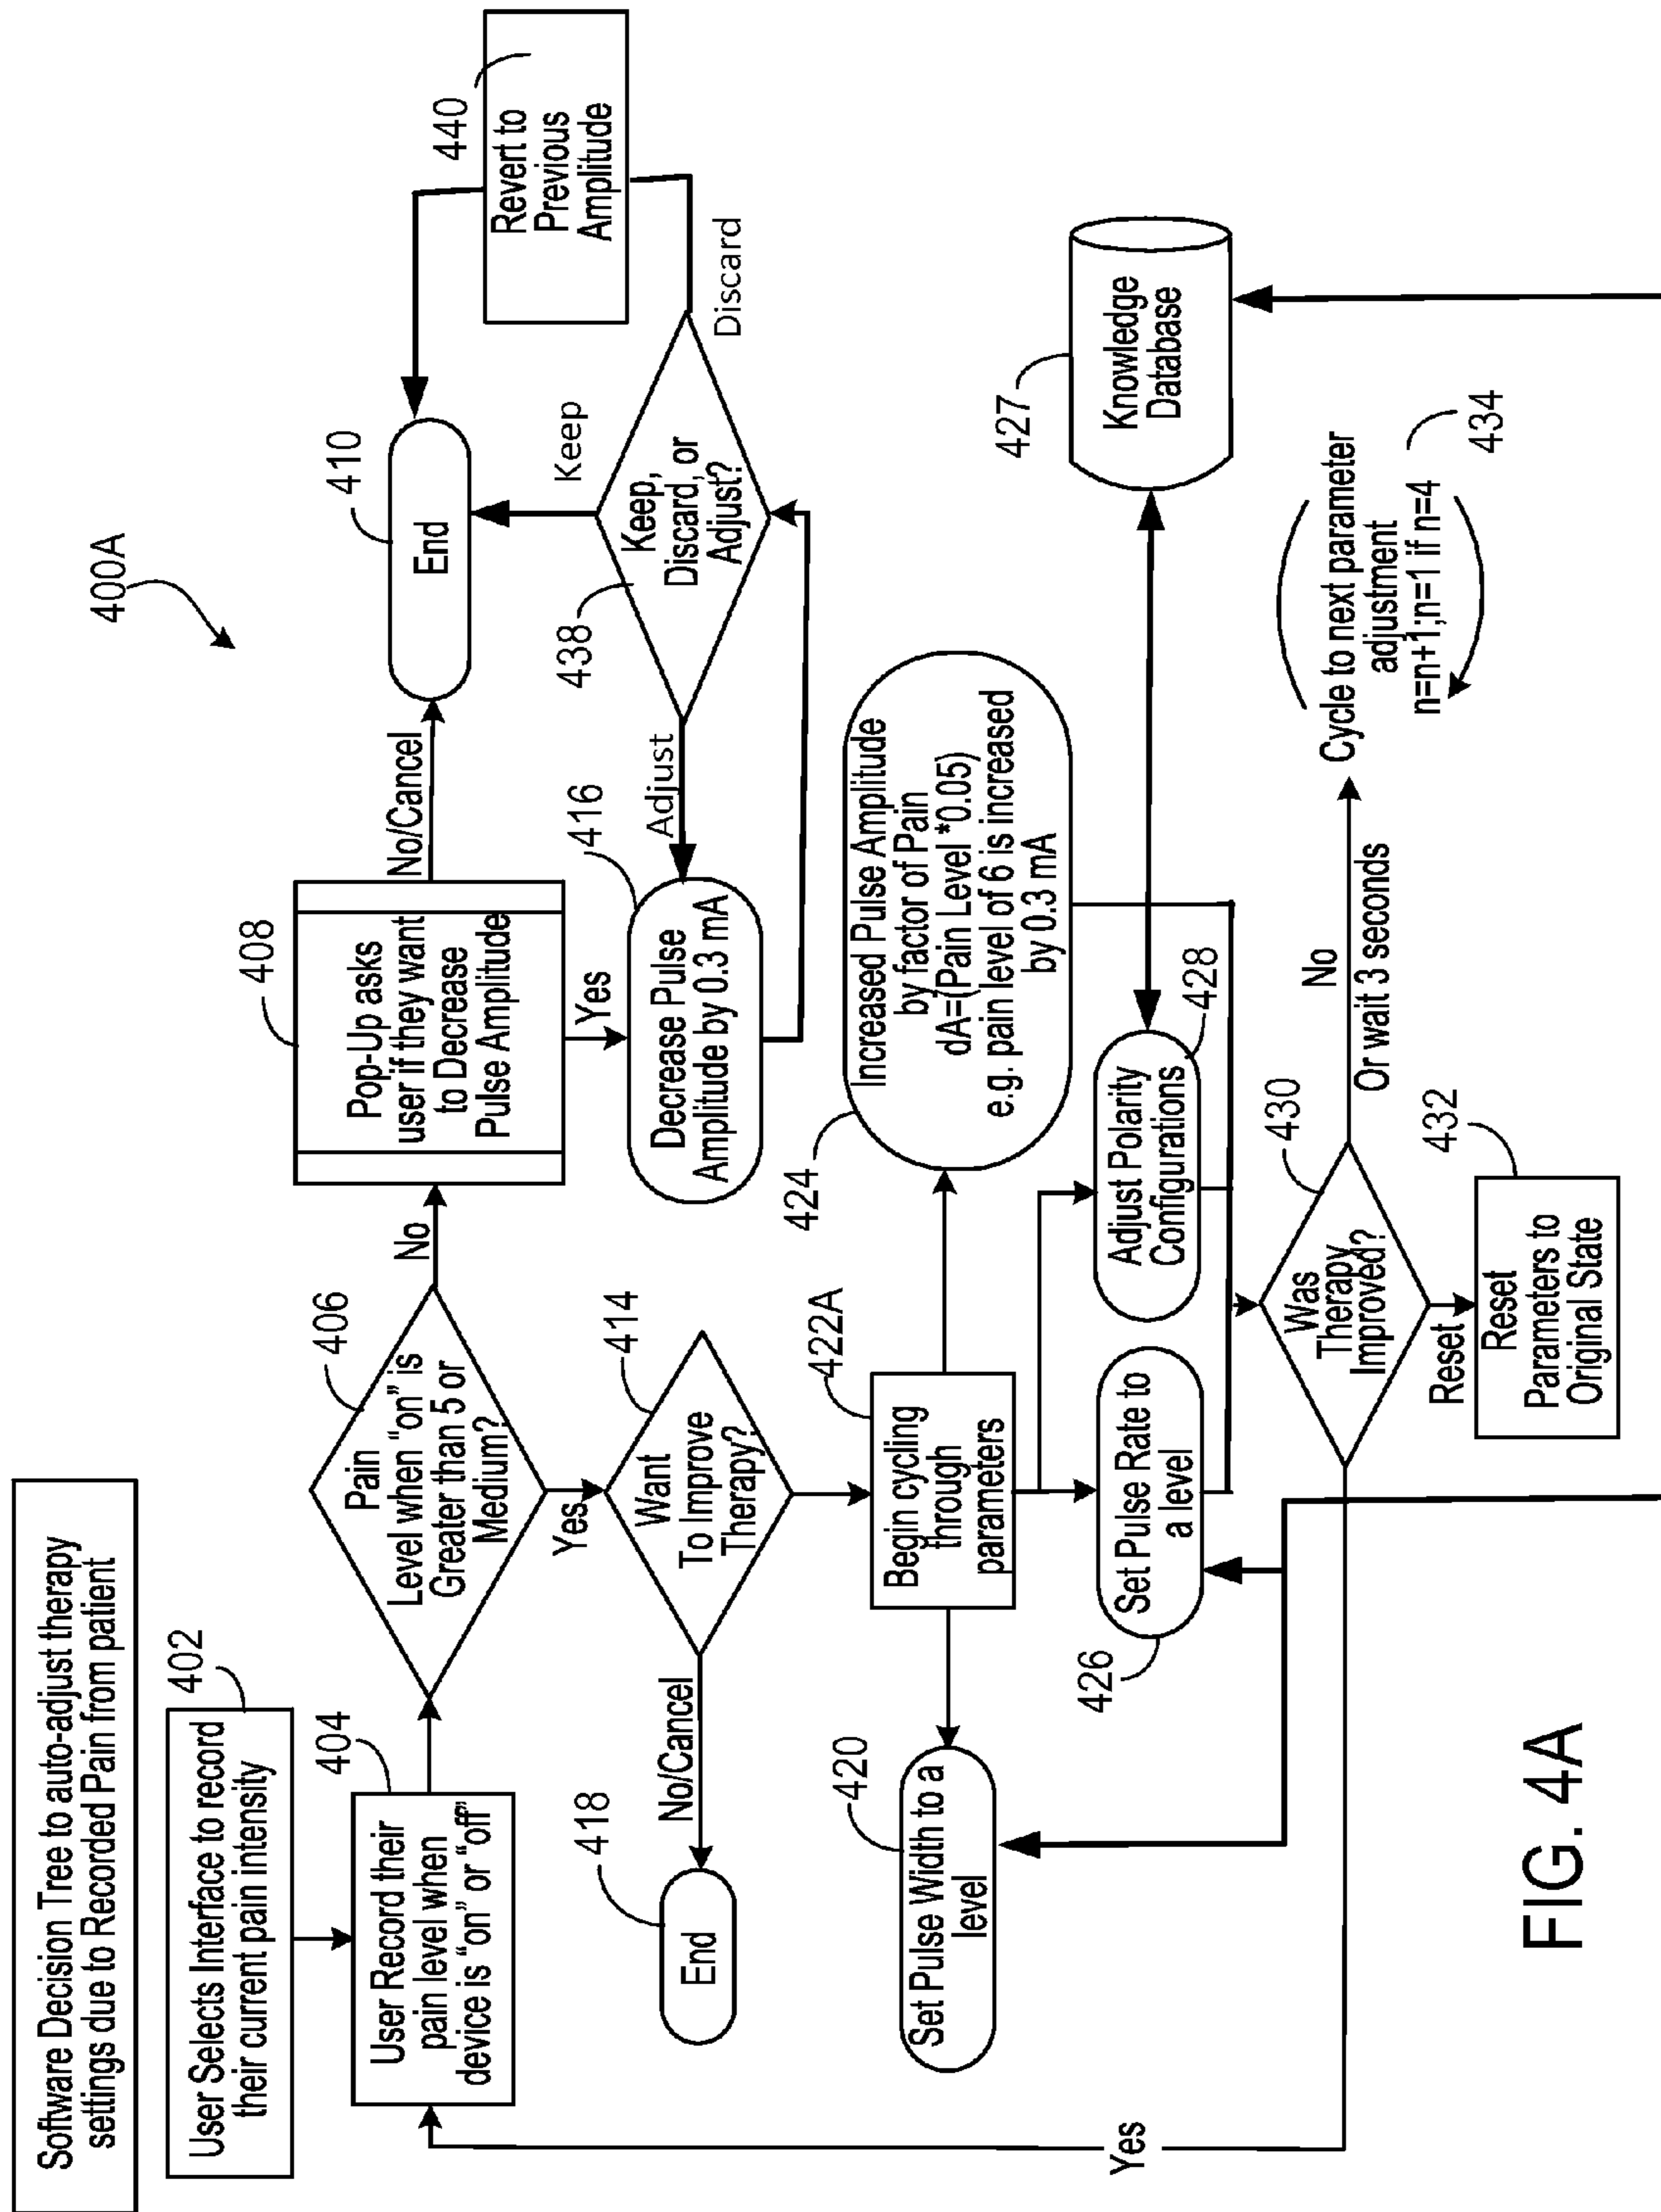 Software Decision Tree to auto-adjust therapy
settings due to Recorded Pain from patient
400A
402
User Selects Interface to record
their current pain intensity
404
User Record their
pain level when
device is “on” or “off”
406
Pain
Level when “on” is
Greater than 5 or
Medium?
No
408
Pop-Up asks
user if they want
to Decrease
Pulse Amplitude
No/Cancel
410
End
Yes
Yes
414
Want
To Improve
Therapy?
416
Decrease Pulse
Amplitude by 0.3 mA
Adjust
438
Keep,
Discard, or
Adjust?
Keep
Discard
440
Revert to
Previous
Amplitude
No/Cancel
418
End
422A
Begin cycling
through
parameters
424
Increased Pulse Amplitude
by factor of Pain
dA=(Pain Level *0.05)
e.g. pain level of 6 is increased
by 0.3 mA
420
Set Pulse Width to a
level
426
Set Pulse Rate to
a level
428
Adjust Polarity
Configurations
427
Knowledge
Database
430
Was
Therapy
Improved?
No
Or wait 3 seconds
Cycle to next parameter
adjustment
n=n+1;n=1 if n=4
434
Reset
432
Reset
Parameters to
Original State
Yes
FIG. 4A